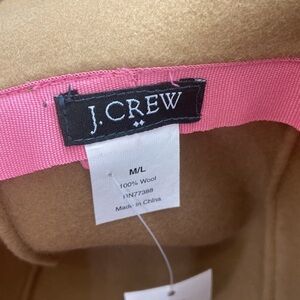 J.CREW
M/L
100% Wool
RN77388
Made in China